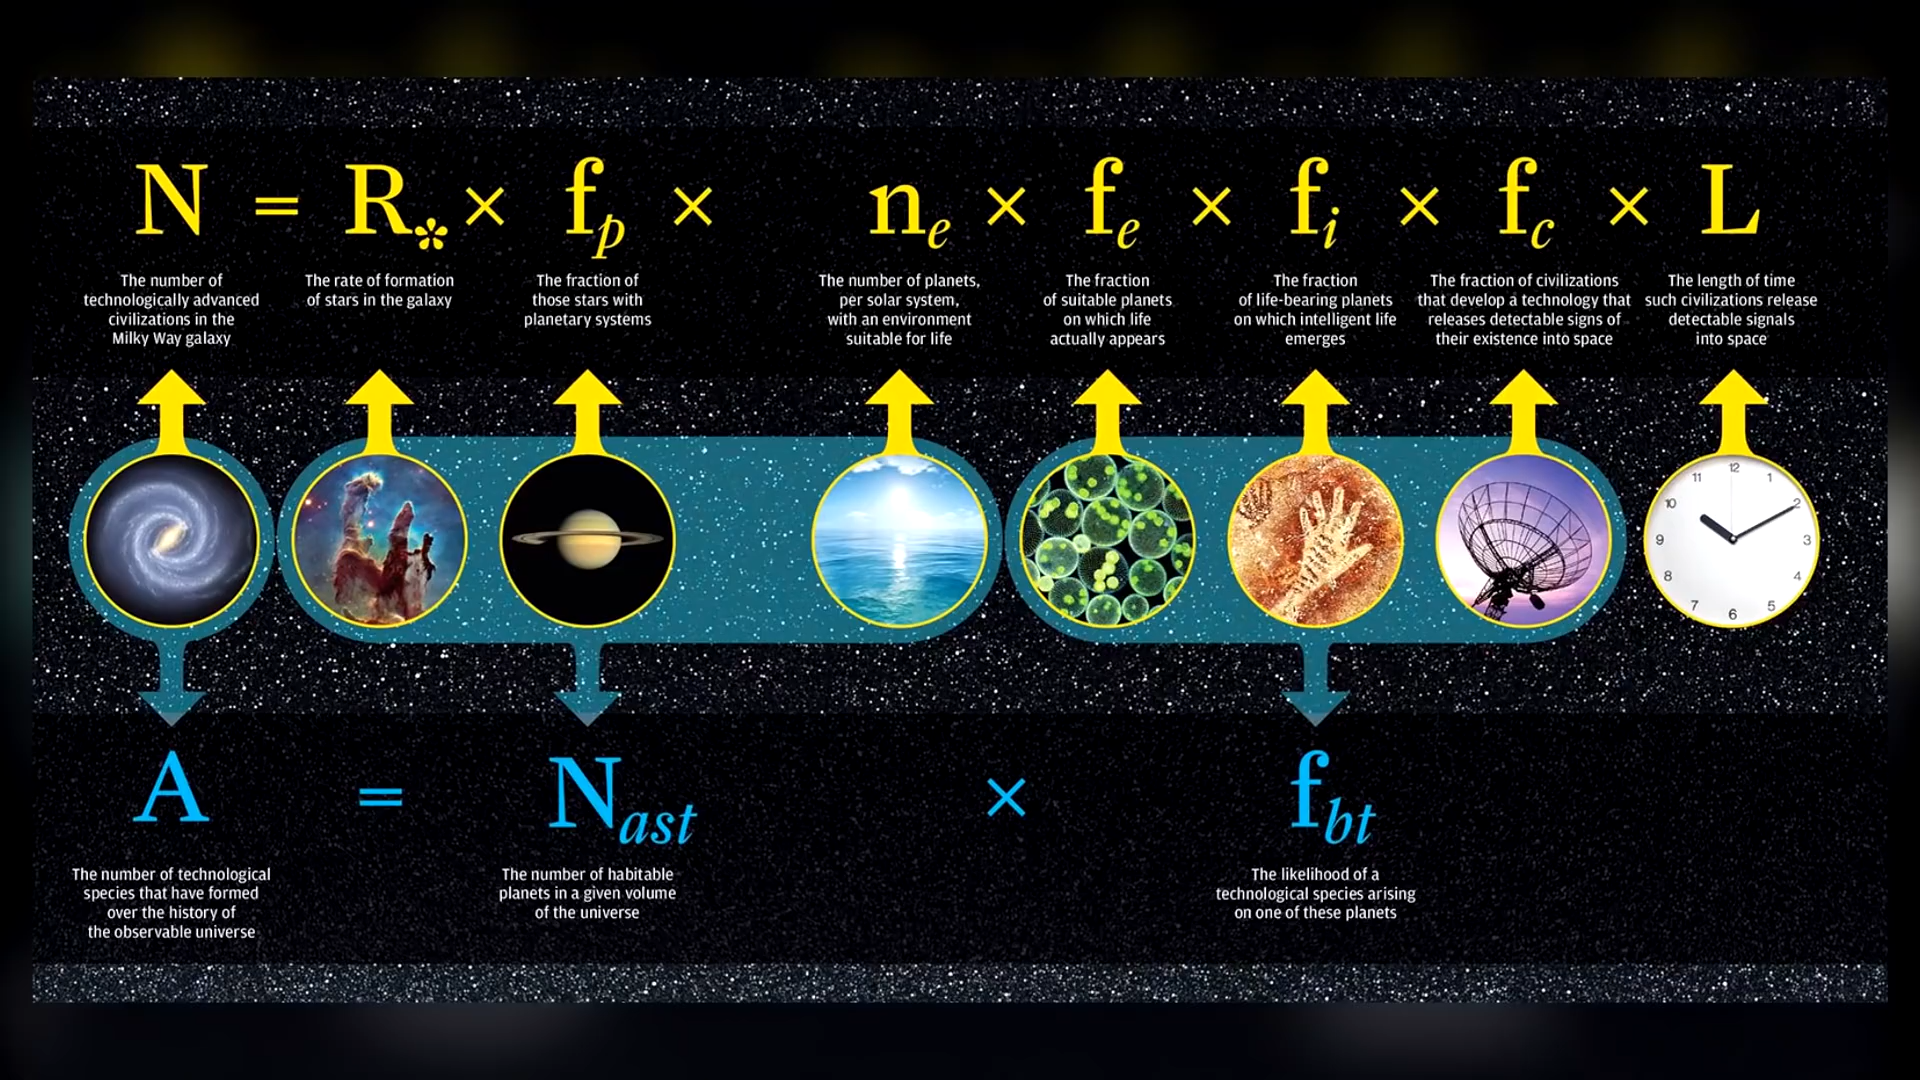 N = R* × fp × ne × fe × fi × fc × L
The number of
technologically advanced
civilizations in the
Milky Way galaxy
The rate of formation
of stars in the galaxy
The fraction of
those stars with
planetary systems
The number of planets,
per solar system,
with an environment
suitable for life
The fraction
of suitable planets
on which life
actually appears
The fraction
of life-bearing planets
on which intelligent life
emerges
The fraction of civilizations
that develop a technology that
releases detectable signs of
their existence into space
The length of time
such civilizations release
detectable signals
into space
12
1
2
3
4
5
6
7
8
9
10
11
A = Nast × fbt
The number of technological
species that have formed
over the history of
the observable universe
The number of habitable
planets in a given volume
of the universe
The likelihood of a
technological species arising
on one of these planets